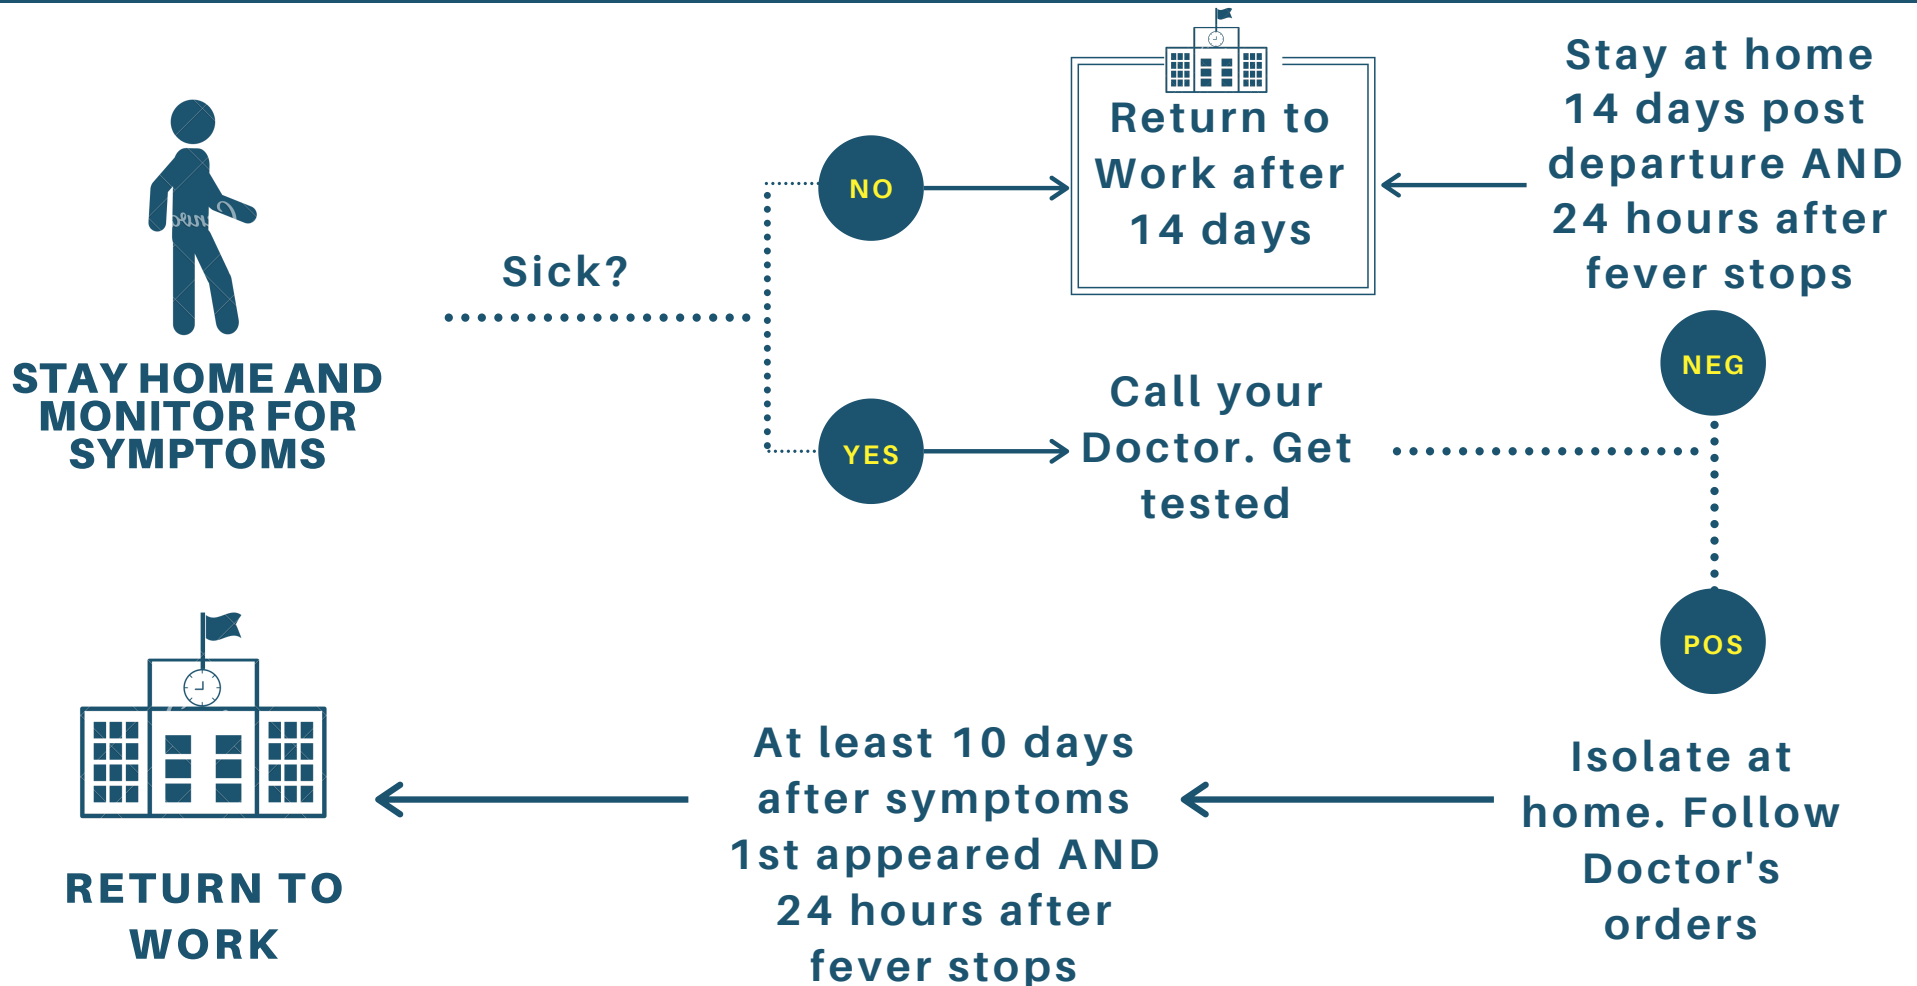 STAY HOME AND
MONITOR FOR
SYMPTOMS
Sick?
NO
Return to
Work after
14 days
YES
Call your
Doctor. Get
tested
NEG
Stay at home
14 days post
departure AND
24 hours after
fever stops
POS
Isolate at
home. Follow
Doctor's
orders
At least 10 days
after symptoms
1st appeared AND
24 hours after
fever stops
RETURN TO
WORK